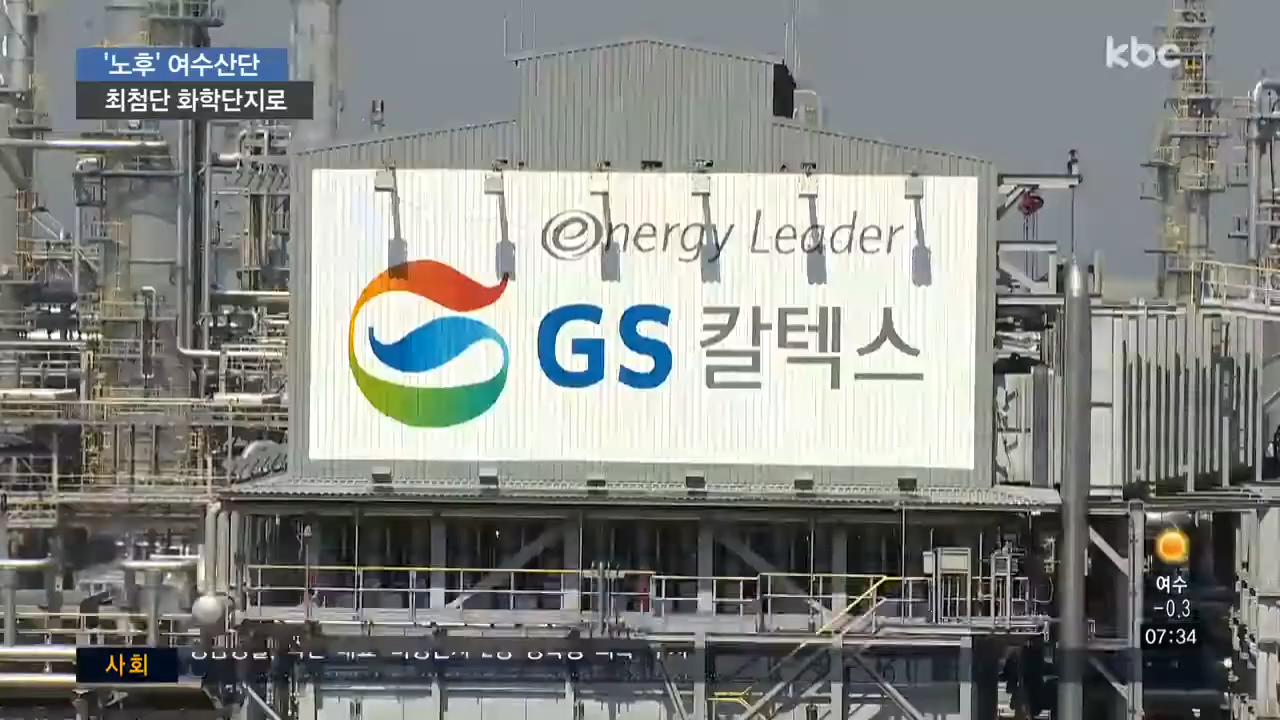 '노후' 여수산단
최첨단 화학단지로
kbc
energy Leader
GS 칼텍스
여수
-0.3
07:34
사회